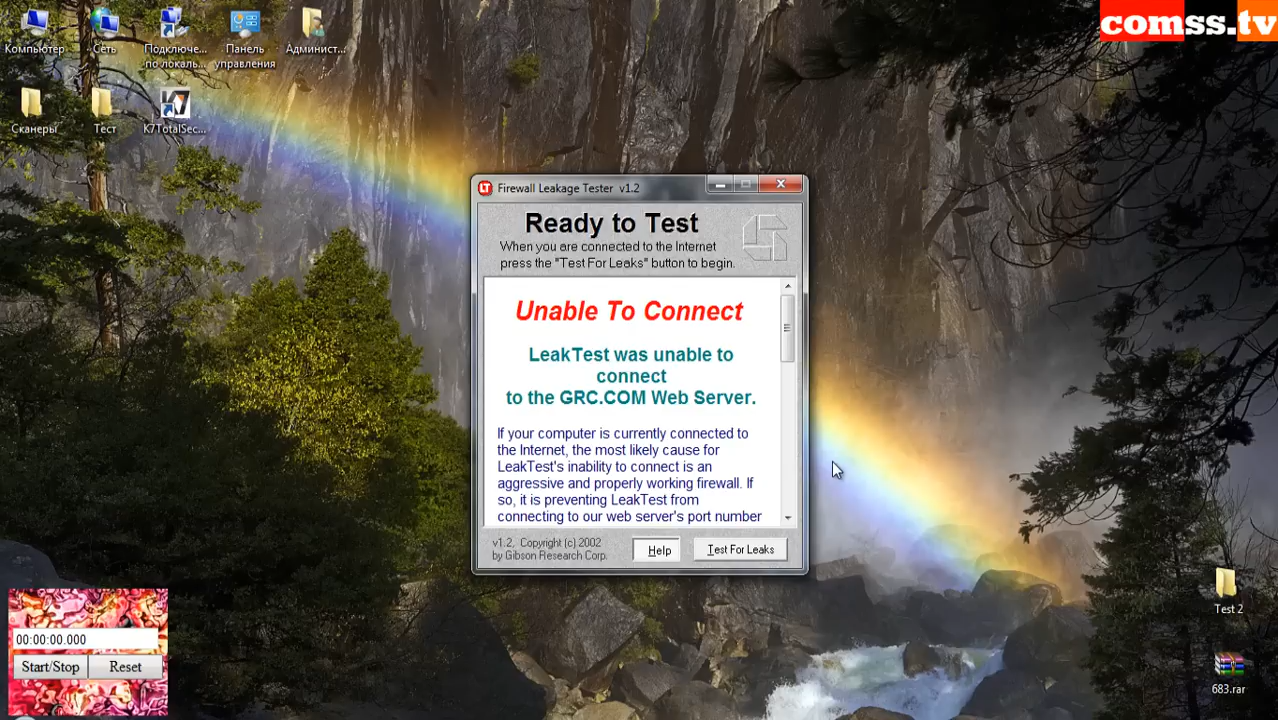 comss.tv
Компьютер
Сеть
Подключе...
по локаль...
Панель
управления
Админист...
Сканеры
Тест
K7TotalSec...
LT
Firewall Leakage Tester v1.2
Ready to Test
When you are connected to the Internet
press the "Test For Leaks" button to begin.
Unable To Connect
LeakTest was unable to
connect
to the GRC.COM Web Server.
If your computer is currently connected to
the Internet, the most likely cause for
LeakTest's inability to connect is an
aggressive and properly working firewall. If
so, it is preventing LeakTest from
connecting to our web server's port number
v1.2, Copyright (c) 2002
by Gibson Research Corp.
Help
Test For Leaks
00:00:00.000
Start/Stop
Reset
Test 2
683.rar